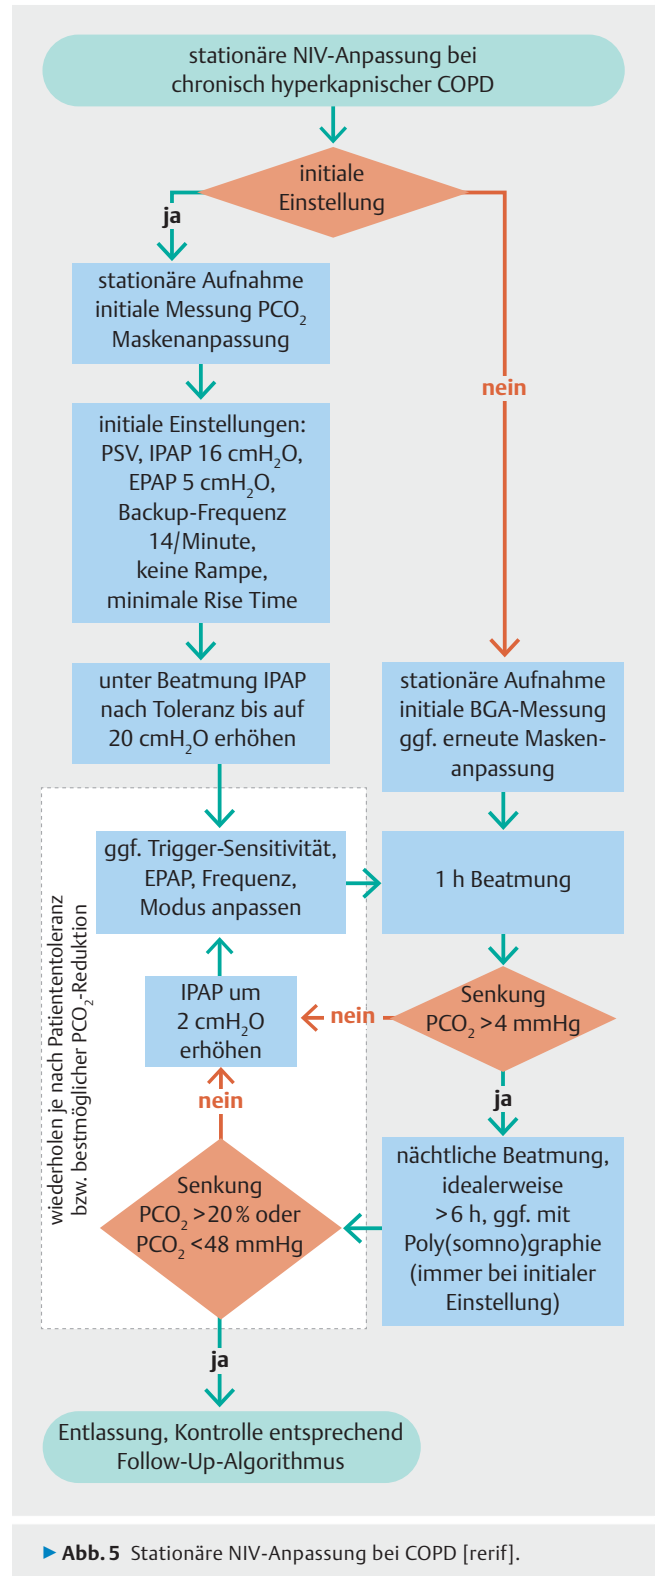 stationäre NIV-Anpassung bei
chronisch hyperkapnischer COPD
initiale
Einstellung
ja
nein
stationäre Aufnahme
initiale Messung PCO₂
Maskenanpassung
initiale Einstellungen:
PSV, IPAP 16 cmH₂O,
EPAP 5 cmH₂O,
Backup-Frequenz
14/Minute,
keine Rampe,
minimale Rise Time
unter Beatmung IPAP
nach Toleranz bis auf
20 cmH₂O erhöhen
stationäre Aufnahme
initiale BGA-Messung
ggf. erneute Masken-
anpassung
wiederholen je nach Patiententoleranz
bzw. bestmöglicher PCO₂-Reduktion
ggf. Trigger-Sensitivität,
EPAP, Frequenz,
Modus anpassen
1 h Beatmung
IPAP um
2 cmH₂O
erhöhen
nein
Senkung
PCO₂ >4 mmHg
ja
nein
Senkung
PCO₂ >20 % oder
PCO₂ <48 mmHg
nächtliche Beatmung,
idealerweise
>6 h, ggf. mit
Poly(somno)graphie
(immer bei initialer
Einstellung)
ja
Entlassung, Kontrolle entsprechend
Follow-Up-Algorithmus
▶ Abb. 5 Stationäre NIV-Anpassung bei COPD [rerif].